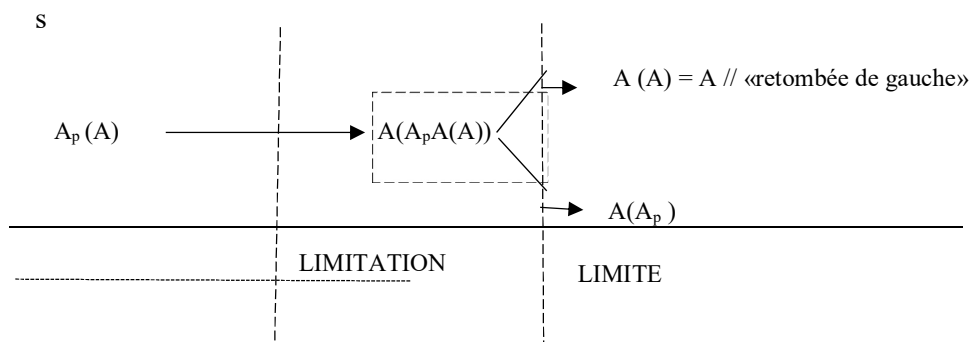 s
A (A) = A // «retombée de gauche»
Aₚ (A)
A(AₚA(A))
A(Aₚ )
LIMITATION
LIMITE